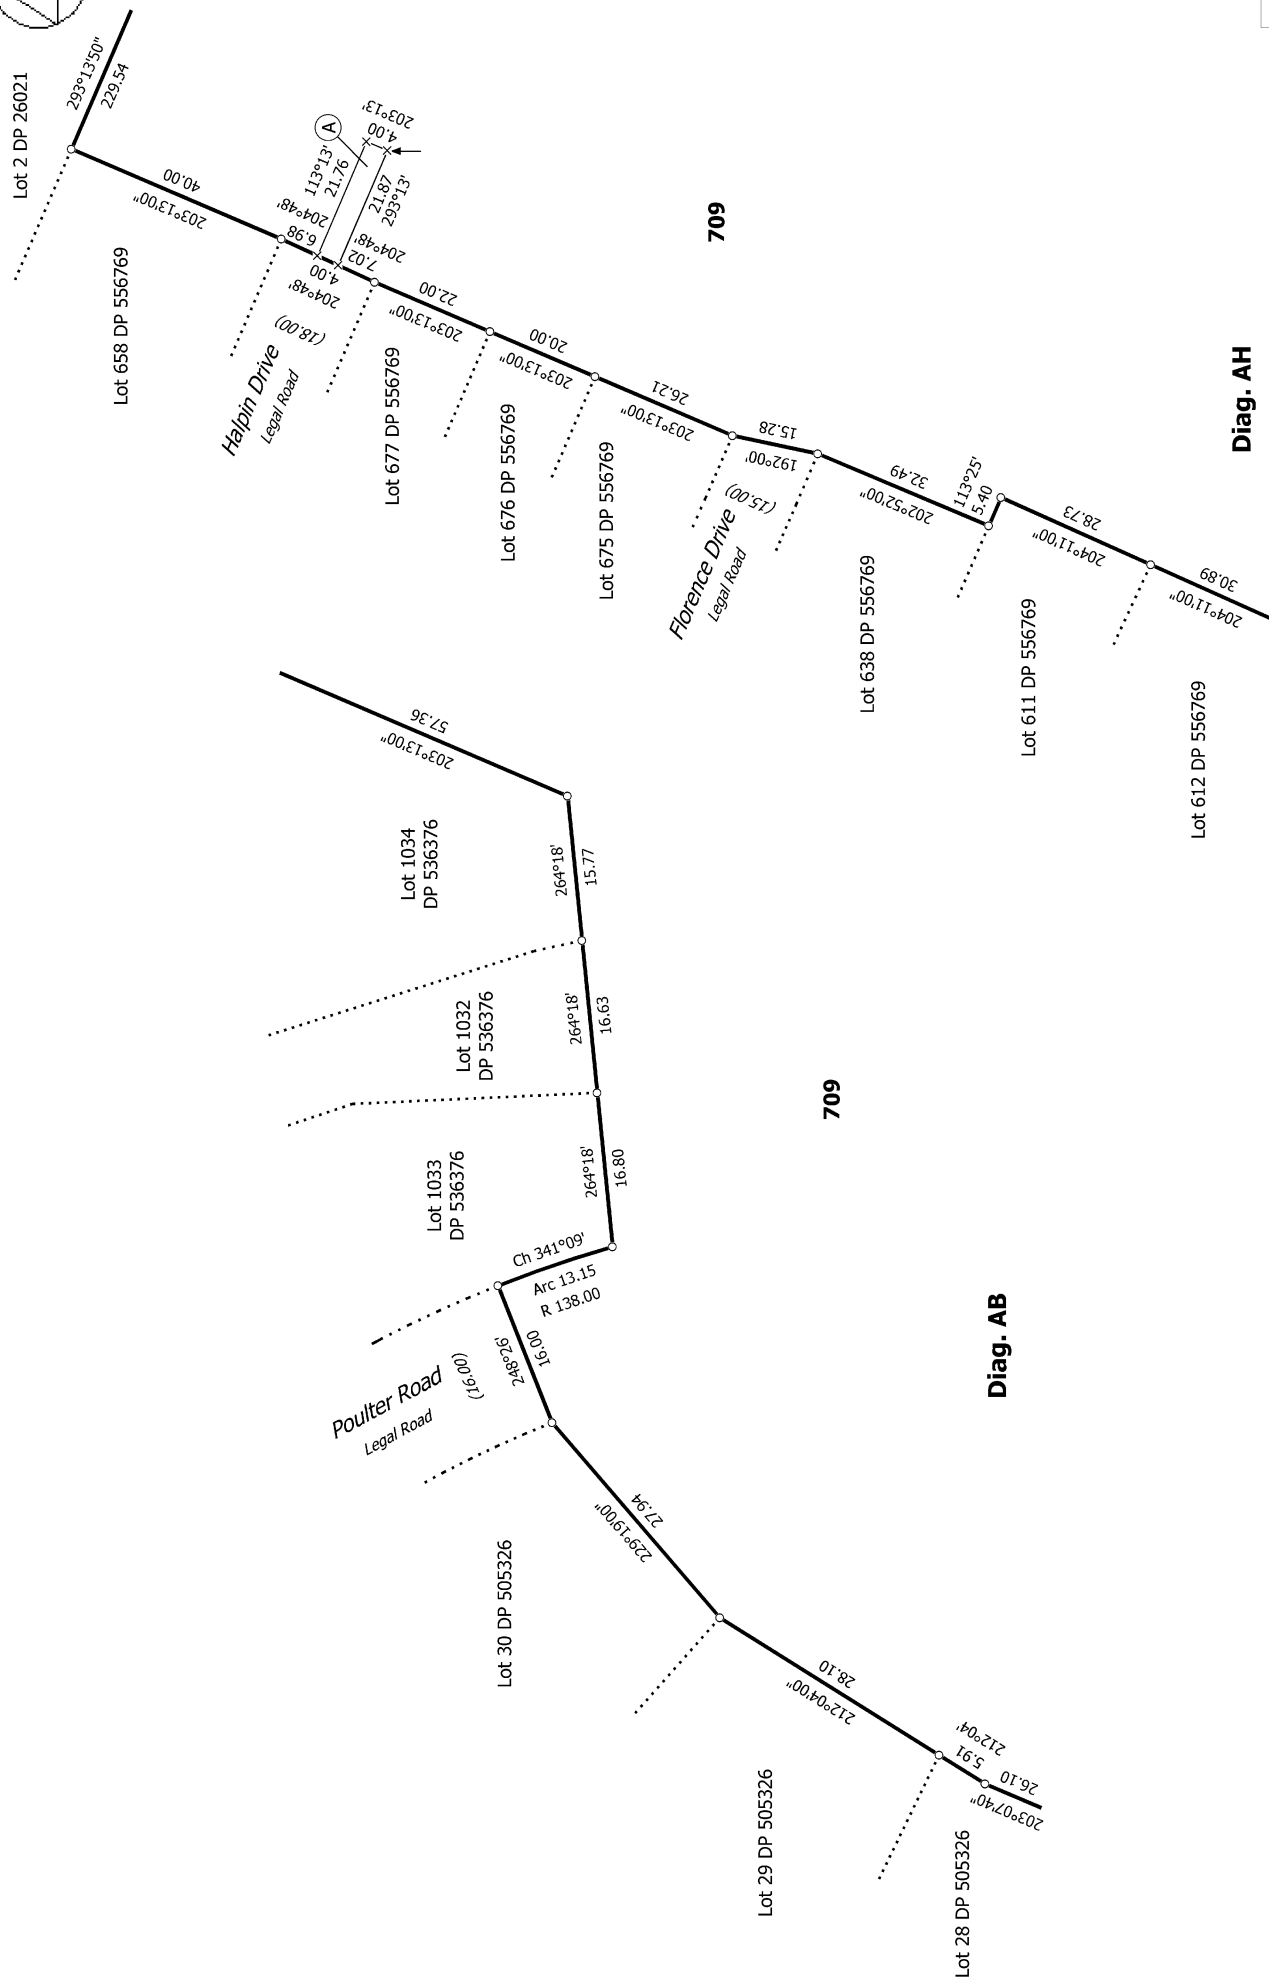 Lot 2 DP 26021
293°13'50"
229.54
40.00
203°13'00"
Lot 658 DP 556769
A
203°13'
4.00
113°13'
21.76
21.87
293°13'
204°48'
6.98
204°48'
7.02
4.00
204°48'
(18.00)
Halpin Drive
Legal Road
22.00
203°13'00"
Lot 677 DP 556769
20.00
203°13'00"
Lot 676 DP 556769
26.21
203°13'00"
Lot 675 DP 556769
15.28
192°00'
(15.00)
Florence Drive
Legal Road
32.49
202°52'00"
Lot 638 DP 556769
113°25'
5.40
28.73
204°11'00"
Lot 611 DP 556769
30.89
204°11'00"
Lot 612 DP 556769
709
Diag. AH
57.36
203°13'00"
Lot 1034
DP 536376
264°18'
15.77
Lot 1032
DP 536376
264°18'
16.63
Lot 1033
DP 536376
264°18'
16.80
Ch 341°09'
Arc 13.15
R 138.00
248°26'
16.00
(16.00)
Poulter Road
Legal Road
27.94
229°19'00"
Lot 30 DP 505326
28.10
212°04'00"
Lot 29 DP 505326
212°04'
5.91
26.10
203°07'40"
Lot 28 DP 505326
709
Diag. AB